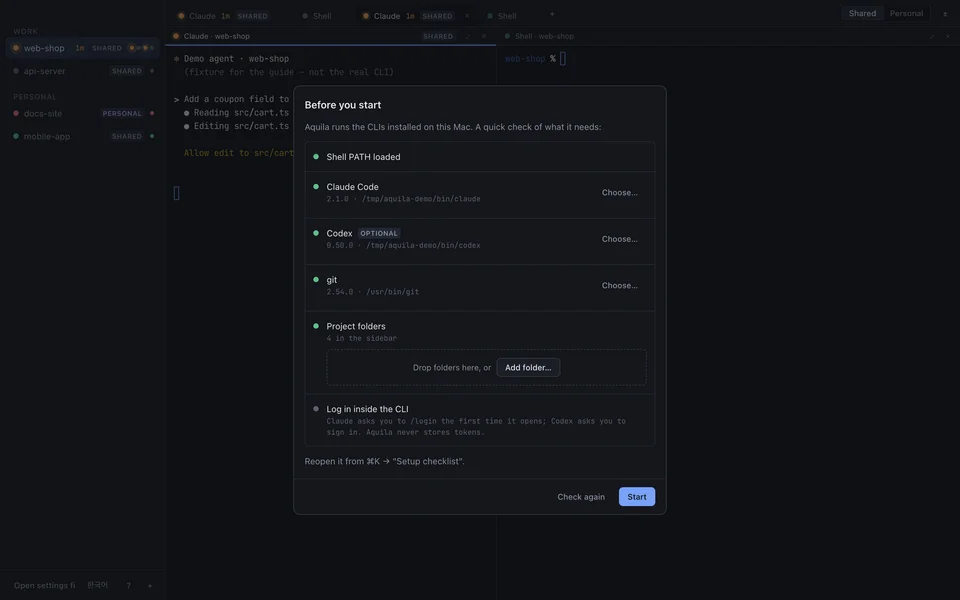 Claude 1m SHARED
Shell
Claude 1m SHARED ×
Shell
+
Shared Personal
WORK
web-shop 1m SHARED
api-server SHARED
PERSONAL
docs-site PERSONAL
mobile-app SHARED
Claude · web-shop SHARED
Shell · web-shop
Demo agent · web-shop
(fixture for the guide — not the real CLI)
> Add a coupon field to
● Reading src/cart.ts
● Editing src/cart.ts
Allow edit to src/cart
web-shop %
Before you start
Aquila runs the CLIs installed on this Mac. A quick check of what it needs:
Shell PATH loaded
Claude Code
2.1.0 · /tmp/aquila-demo/bin/claude
Choose…
Codex OPTIONAL
0.50.0 · /tmp/aquila-demo/bin/codex
Choose…
git
2.54.0 · /usr/bin/git
Choose…
Project folders
4 in the sidebar
Drop folders here, or Add folder…
Log in inside the CLI
Claude asks you to /login the first time it opens; Codex asks you to
sign in. Aquila never stores tokens.
Reopen it from ⌘K → "Setup checklist".
Check again Start
Open settings fi 한국어 ? +